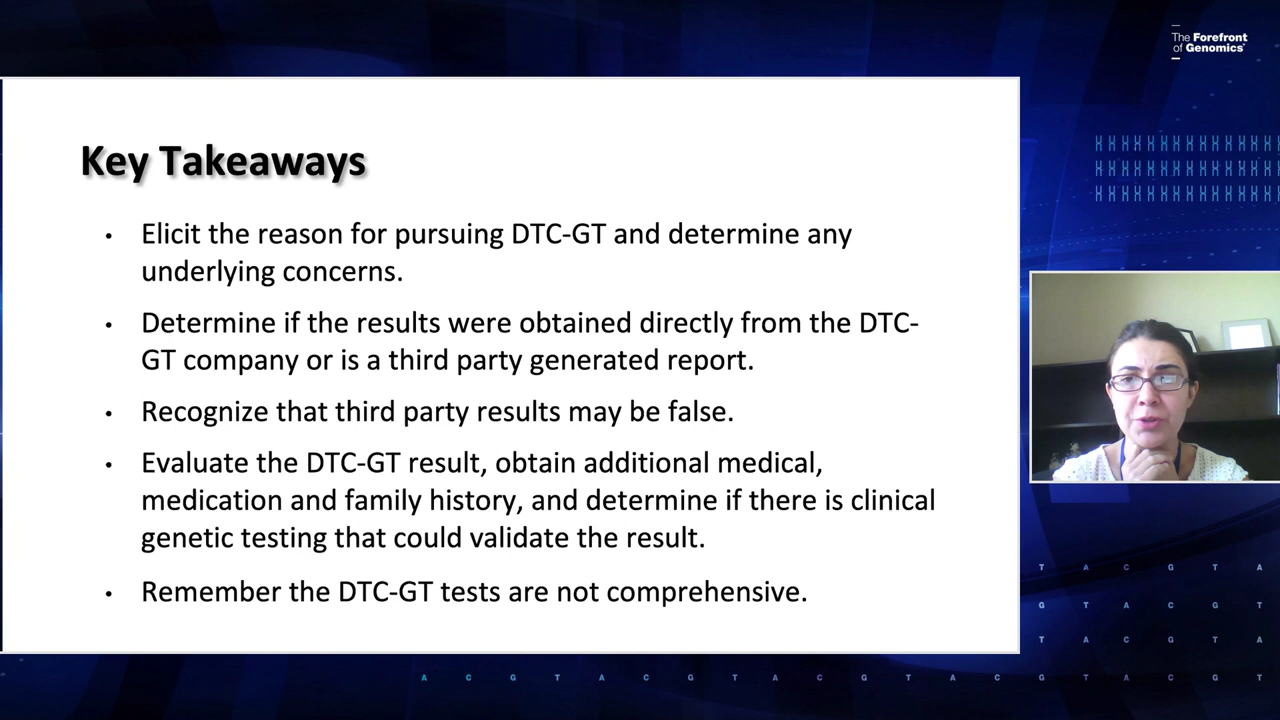 The Forefront
of Genomics®
Key Takeaways
• Elicit the reason for pursuing DTC-GT and determine any
underlying concerns.
• Determine if the results were obtained directly from the DTC-
GT company or is a third party generated report.
• Recognize that third party results may be false.
• Evaluate the DTC-GT result, obtain additional medical,
medication and family history, and determine if there is clinical
genetic testing that could validate the result.
• Remember the DTC-GT tests are not comprehensive.
T A C G T A
G T A C G T
T A C G T A
A C G T A C G T A C G T A C G T A C G T